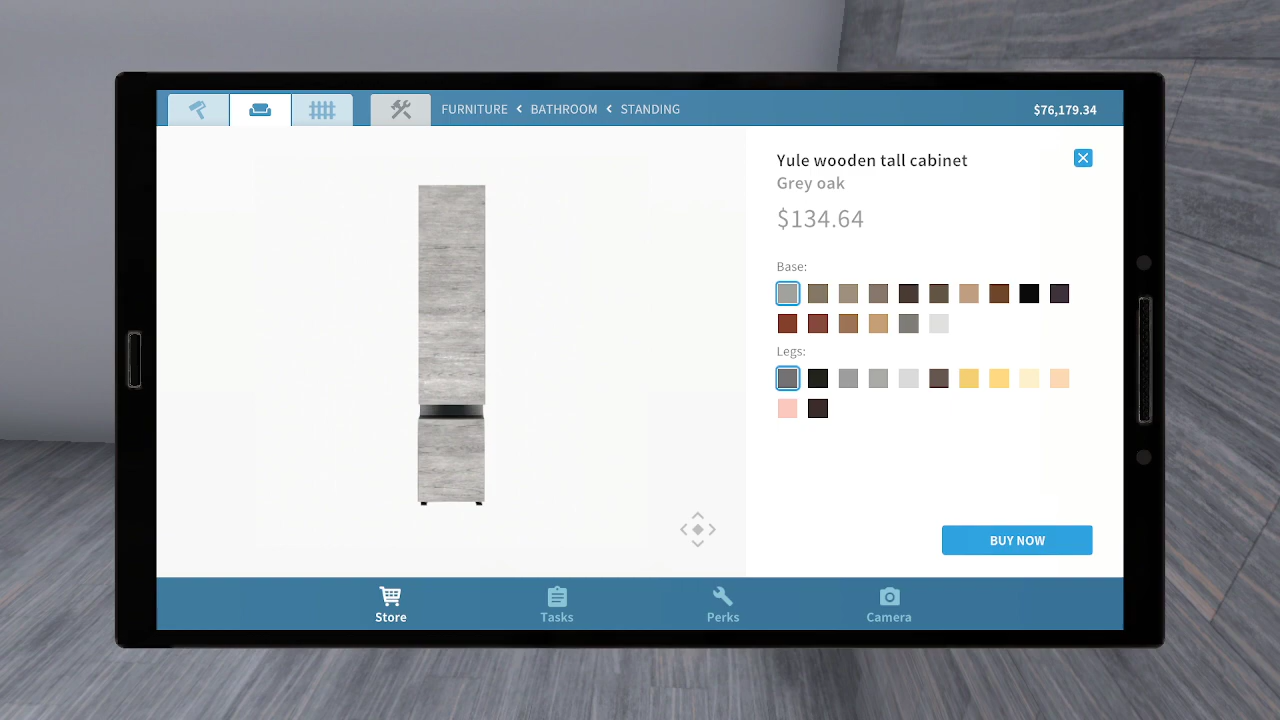 FURNITURE < BATHROOM < STANDING
$76,179.34
Yule wooden tall cabinet
Grey oak
$134.64
Base:
Legs:
BUY NOW
Store
Tasks
Perks
Camera